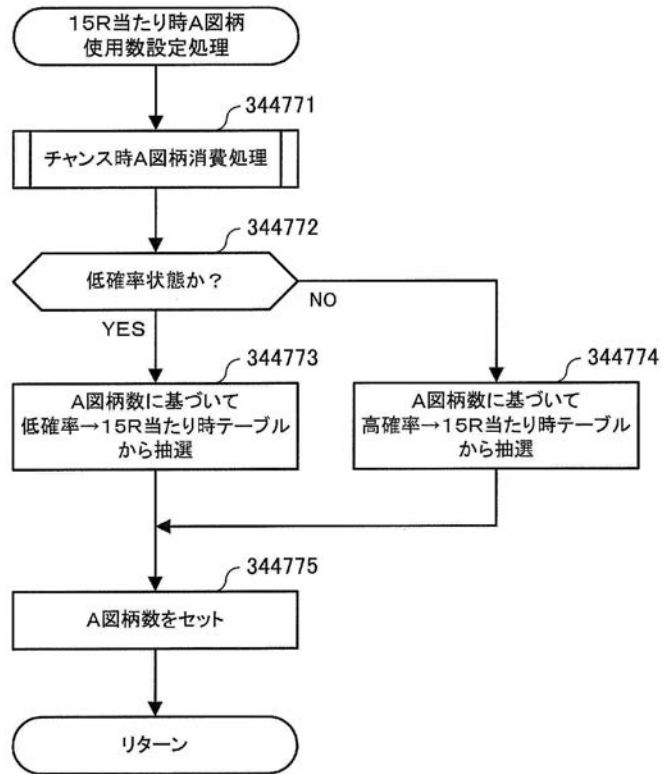 15R当たり時A図柄
使用数設定処理
344771
チャンス時A図柄消費処理
344772
低確率状態か？
NO
YES
344773
A図柄数に基づいて
低確率→15R当たり時テーブル
から抽選
344774
A図柄数に基づいて
高確率→15R当たり時テーブル
から抽選
344775
A図柄数をセット
リターン